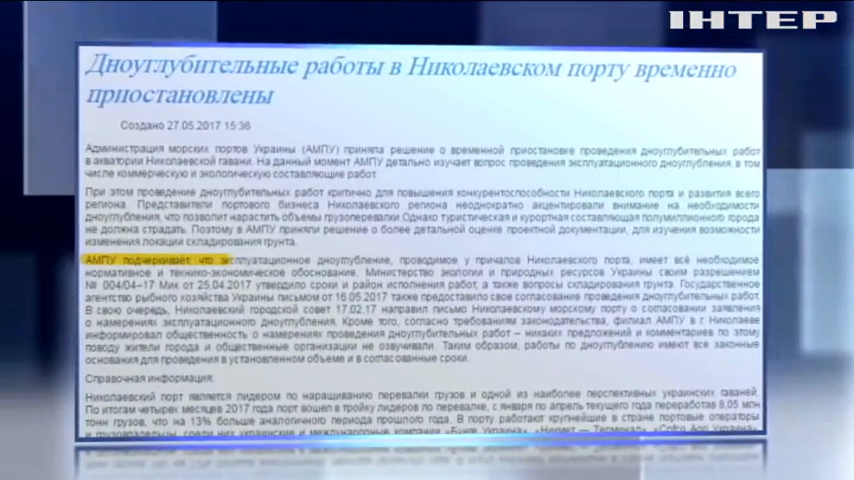 ІНТЕР
Дноуглубительные работы в Николаевском порту временно
приостановлены
Создано 27.05.2017 15:36
Администрация морских портов Украины (АМПУ) приняла решение о временной приостановке проведения дноуглубительных работ
в акватории Николаевской гавани. На данный момент АМПУ детально изучает вопрос проведения эксплуатационного дноуглубления, в том
числе коммерческую и экологическую составляющие работ.
При этом проведение дноуглубительных работ критично для повышения конкурентоспособности Николаевского порта и развития всего
региона. Представители портового бизнеса Николаевского региона неоднократно акцентировали внимание на необходимости
дноуглубления, что позволит нарастить объемы грузоперевалки.Однако туристическая и курортная составляющая полумиллионного города
не должна страдать. Поэтому в АМПУ приняли решение о более детальной оценке проектной документации, для изучения возможности
изменения локации складирования грунта.
АМПУ подчеркивает, что эксплуатационное дноуглубление, проводимое у причалов Николаевского порта, имеет всё необходимое
нормативное и технико-экономическое обоснование. Министерство экологии и природных ресурсов Украины своим разрешением
№ 004/04–17 Мик от 25.04.2017 утвердило сроки и район исполнения работ, а также вопросы складирования грунта. Государственное
агентство рыбного хозяйства Украины письмом от 16.05.2017 также предоставило свое согласование проведения дноуглубительных работ.
В свою очередь, Николаевский городской совет 17.02.17 направил письмо Николаевскому морскому порту о согласовании заявления
о намерениях эксплуатационного дноуглубления. Кроме того, согласно требованиям законодательства, филиал АМПУ в г Николаеве
информировал общественность о намерениях проведения дноуглубительных работ – никаких предложений и комментариев по этому
поводу жители города и общественные организации не озвучивали. Таким образом, работы по дноуглублению имеют все законные
основания для проведения в установленном объеме и в согласованные сроки.
Справочная информация:
Николаевский порт является лидером по наращиванию перевалки грузов и одной из наиболее перспективных украинских гаваней.
По итогам четырех месяцев 2017 года порт вошел в тройку лидеров по перевалке, с января по апрель текущего года переработав 8,05 млн
тонн грузов, что на 13% больше аналогичного периода прошлого года. В порту работают крупнейшие в стране портовые операторы
и грузовладельцы, среди них украинские и международные компании «Бунге Украина», «Никмет — Терминал», «Cofco Agri Украина»